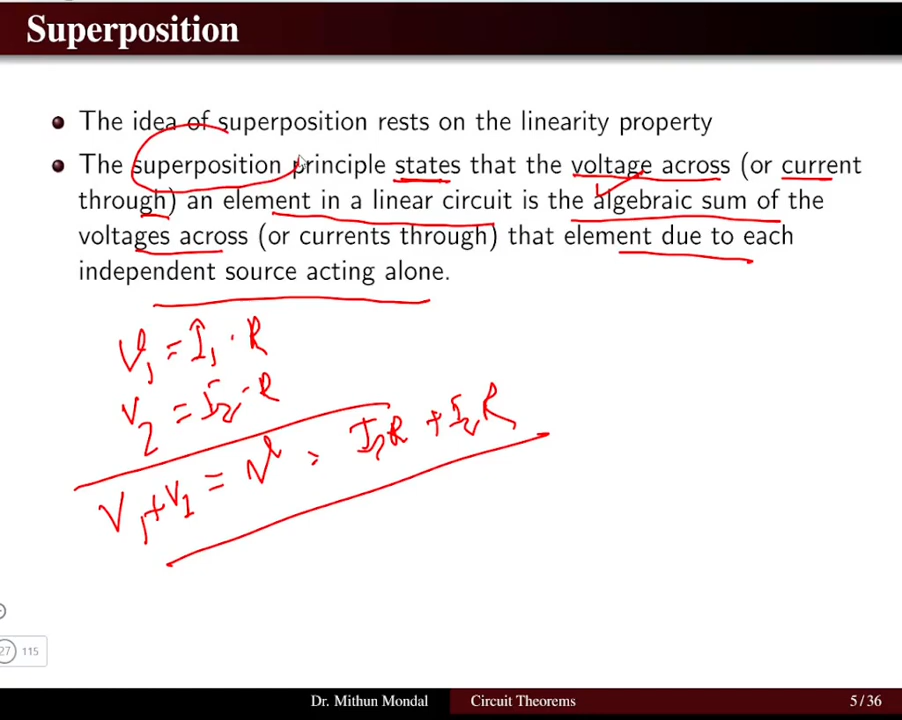 Superposition
The idea of superposition rests on the linearity property
The superposition principle states that the voltage across (or current
through) an element in a linear circuit is the algebraic sum of the
voltages across (or currents through) that element due to each
independent source acting alone.
V₁ = I₁ · R
V₂ = I₂ · R
V₁ + V₂ = V = I₁R + I₂R
27 115
Dr. Mithun Mondal Circuit Theorems 5 / 36